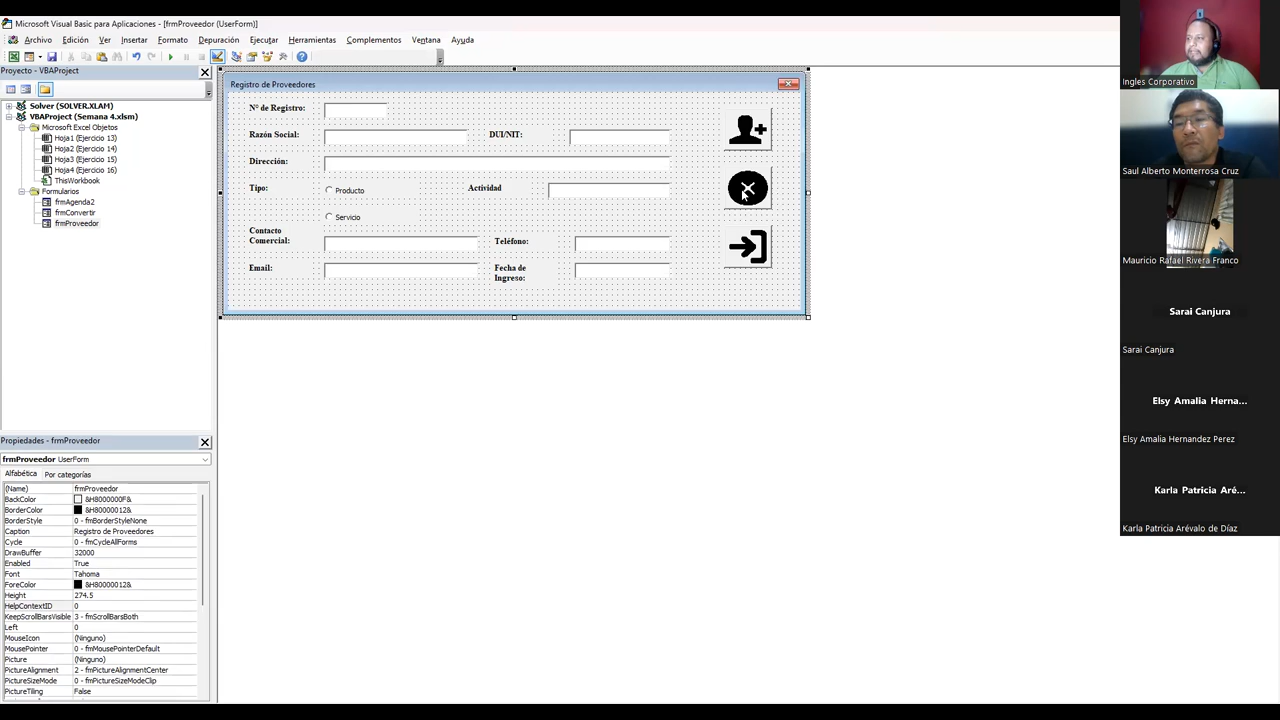 Microsoft Visual Basic para Aplicaciones - [frmProveedor (UserForm)]
Archivo Edición Ver Insertar Formato Depuración Ejecutar Herramientas Complementos Ventana Ayuda
Proyecto - VBAProject
Solver (SOLVER.XLAM)
VBAProject (Semana 4.xlsm)
Microsoft Excel Objetos
Hoja1 (Ejercicio 13)
Hoja2 (Ejercicio 14)
Hoja3 (Ejercicio 15)
Hoja4 (Ejercicio 16)
ThisWorkbook
Formularios
frmAgenda2
frmConvertir
frmProveedor
Registro de Proveedores
N° de Registro:
Razón Social: DUI/NIT:
Dirección:
Tipo: Producto Actividad
Servicio
Contacto
Comercial: Teléfono:
Email: Fecha de
Ingreso:
Propiedades - frmProveedor
frmProveedor UserForm
Alfabética Por categorías
(Name) frmProveedor
BackColor &H8000000F&
BorderColor &H80000012&
BorderStyle 0 - fmBorderStyleNone
Caption Registro de Proveedores
Cycle 0 - fmCycleAllForms
DrawBuffer 32000
Enabled True
Font Tahoma
ForeColor &H80000012&
Height 274.5
HelpContextID 0
KeepScrollBarsVisible 3 - fmScrollBarsBoth
Left 0
MouseIcon (Ninguno)
MousePointer 0 - fmMousePointerDefault
Picture (Ninguno)
PictureAlignment 2 - fmPictureAlignmentCenter
PictureSizeMode 0 - fmPictureSizeModeClip
PictureTiling False
Ingles Corporativo
Saul Alberto Monterrosa Cruz
Mauricio Rafael Rivera Franco
Sarai Canjura
Sarai Canjura
Elsy Amalia Herna...
Elsy Amalia Hernandez Perez
Karla Patricia Aré...
Karla Patricia Arévalo de Díaz